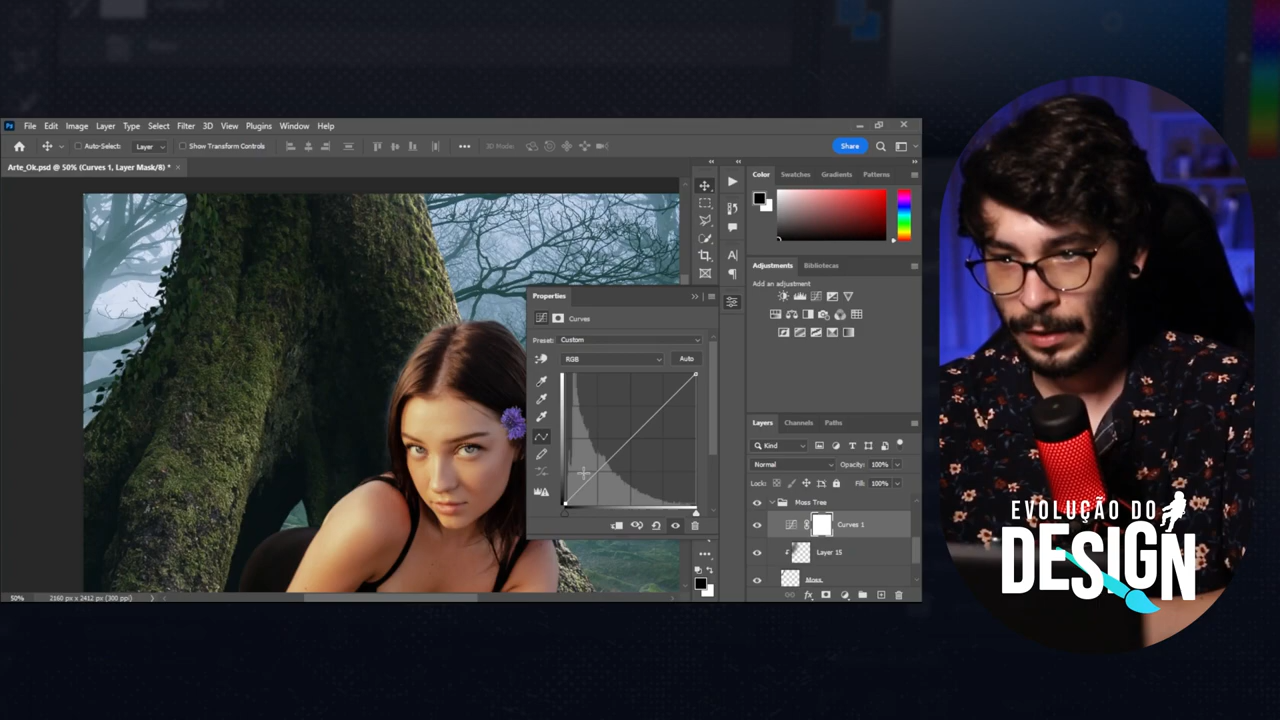 Ps File Edit Image Layer Type Select Filter 3D View Plugins Window Help
Auto-Select: Layer Show Transform Controls 3D Mode: Share
Arte_Ok.psd @ 50% (Curves 1, Layer Mask/8) *
Color Swatches Gradients Patterns
Adjustments Bibliotecas
Add an adjustment
Properties
Curves
Preset: Custom
RGB Auto
Layers Channels Paths
Kind
Normal Opacity: 100%
Lock: Fill: 100%
Moss Tree
Curves 1
Layer 15
Moss
50% 2160 px x 2412 px (300 ppi)
EVOLUÇÃO DO
DESIGN